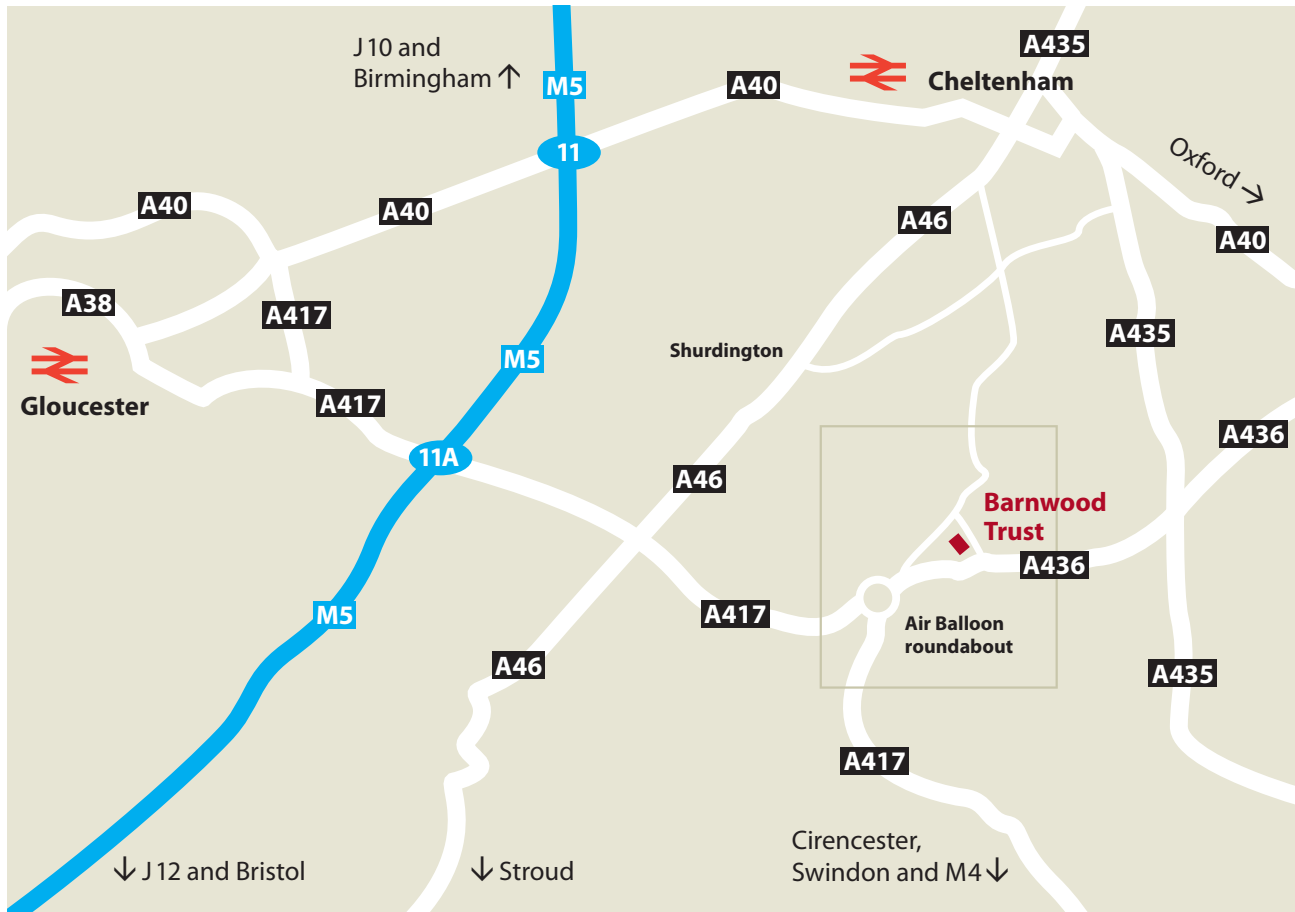 J10 and
Birmingham ↑
M5
A40
Cheltenham
A435
11
Oxford →
A40
A40
A46
A40
A38
A417
Shurdington
A435
M5
Gloucester
A417
A436
11A
A46
Barnwood
Trust
A436
M5
A417
Air Balloon
roundabout
A46
A435
A417
↓ J12 and Bristol
↓ Stroud
Cirencester,
Swindon and M4 ↓